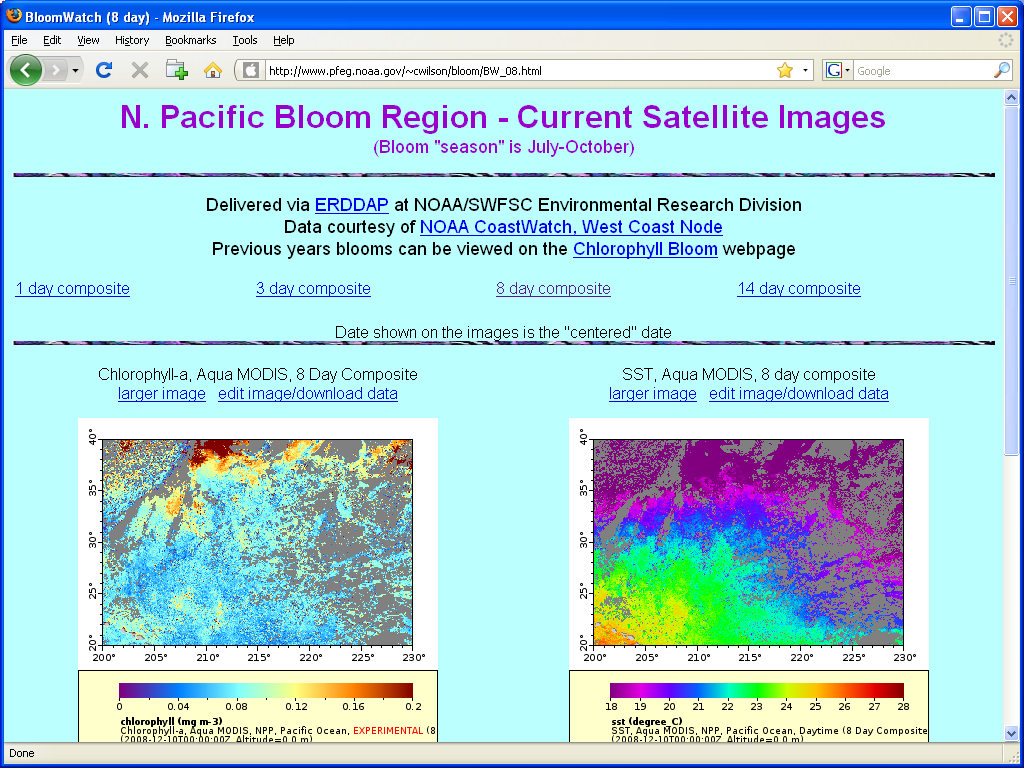 BloomWatch (8 day) - Mozilla Firefox
File Edit View History Bookmarks Tools Help
http://www.pfeg.noaa.gov/~cwilson/bloom/BW_08.html
G Google
N. Pacific Bloom Region - Current Satellite Images
(Bloom "season" is July-October)
Delivered via ERDDAP at NOAA/SWFSC Environmental Research Division
Data courtesy of NOAA CoastWatch, West Coast Node
Previous years blooms can be viewed on the Chlorophyll Bloom webpage
1 day composite 3 day composite 8 day composite 14 day composite
Date shown on the images is the "centered" date
Chlorophyll-a, Aqua MODIS, 8 Day Composite
larger image edit image/download data
40°
35°
30°
25°
20°
200° 205° 210° 215° 220° 225° 230°
0 0.04 0.08 0.12 0.16 0.2
chlorophyll (mg m-3)
Chlorophyll-a, Aqua MODIS, NPP, Pacific Ocean, EXPERIMENTAL (8
(2008-12-10T00:00:00Z, Altitude=0.0 m)
SST, Aqua MODIS, 8 day composite
larger image edit image/download data
40°
35°
30°
25°
20°
200° 205° 210° 215° 220° 225° 230°
18 19 20 21 22 23 24 25 26 27 28
sst (degree_C)
SST, Aqua MODIS, NPP, Pacific Ocean, Daytime (8 Day Composite
(2008-12-10T00:00:00Z, Altitude=0.0 m)
Done